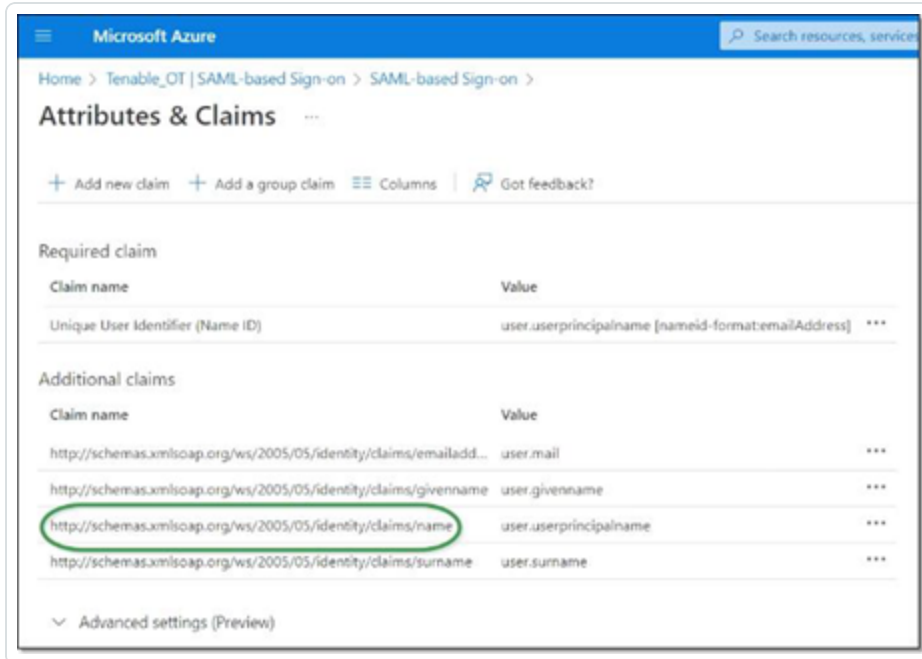 Microsoft Azure
Search resources, services
Home > Tenable_OT | SAML-based Sign-on > SAML-based Sign-on >
Attributes & Claims ...
Add new claim Add a group claim Columns Got feedback?
Required claim
Claim name Value
Unique User Identifier (Name ID) user.userprincipalname [nameid-format:emailAddress] ...
Additional claims
Claim name Value
http://schemas.xmlsoap.org/ws/2005/05/identity/claims/emailadd... user.mail ...
http://schemas.xmlsoap.org/ws/2005/05/identity/claims/givenname user.givenname ...
http://schemas.xmlsoap.org/ws/2005/05/identity/claims/name user.userprincipalname ...
http://schemas.xmlsoap.org/ws/2005/05/identity/claims/surname user.surname ...
Advanced settings (Preview)